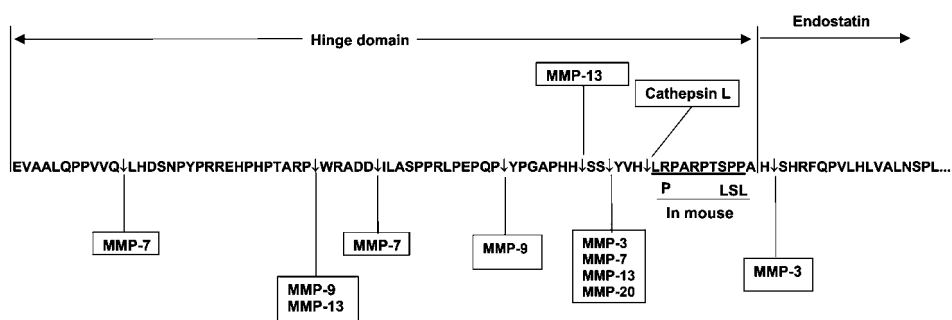 Endostatin
Hinge domain
MMP-13
Cathepsin L
EVAALQPPVVQ↓LHDSNPYPRREHPHPTARP↓WRADD↓ILASPPRLPEPQP↓YPGAPHH↓SS↓YVH↓LRPARPTSPPA H↓SHRFQPVLHLVALNSPL...
P LSL
In mouse
MMP-7
MMP-9
MMP-13
MMP-7
MMP-9
MMP-3
MMP-7
MMP-13
MMP-20
MMP-3